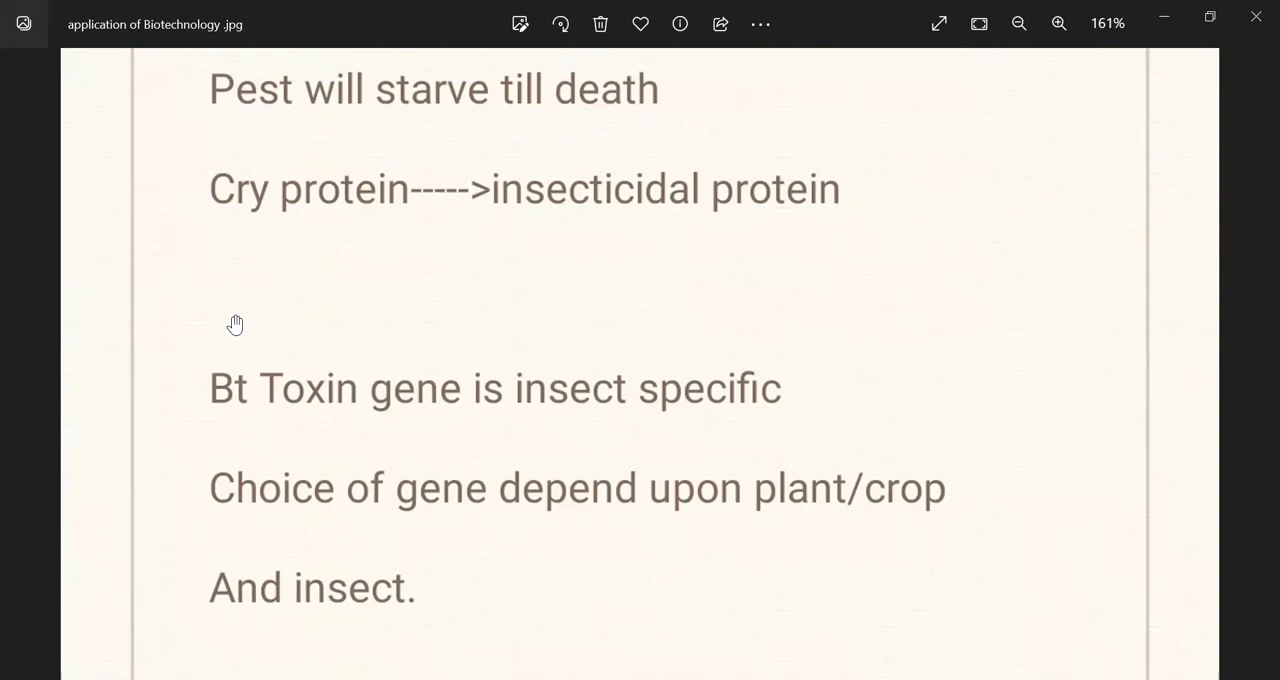 application of Biotechnology .jpg
161%
Pest will starve till death
Cry protein----->insecticidal protein
Bt Toxin gene is insect specific
Choice of gene depend upon plant/crop
And insect.